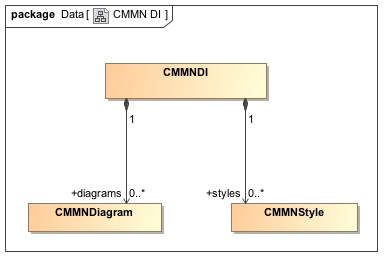 package Data [ CMMN DI ]
CMMNDI
1 1
+diagrams 0..* +styles 0..*
CMMNDiagram CMMNStyle